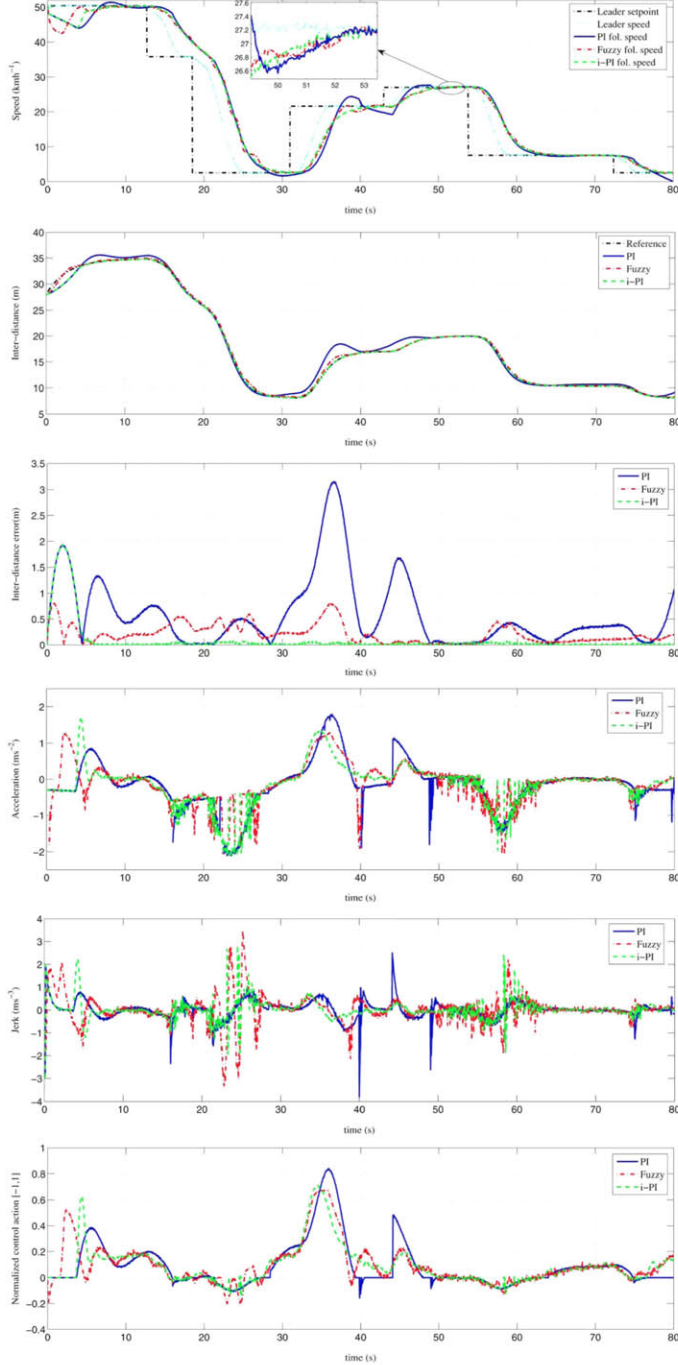 50
40
30
20
10
0
Speed (kmh⁻¹)
27.6
27.4
27.2
27
26.8
26.6
50 51 52 53
Leader setpoint
Leader speed
PI fol. speed
Fuzzy fol. speed
i-PI fol. speed
0 10 20 30 40 50 60 70 80
time (s)
40
35
30
25
20
15
10
5
Inter-distance (m)
Reference
PI
Fuzzy
i-PI
0 10 20 30 40 50 60 70 80
time (s)
3.5
3
2.5
2
1.5
1
0.5
0
Inter-distance error(m)
PI
Fuzzy
i-PI
0 10 20 30 40 50 60 70 80
time (s)
2
1
0
−1
−2
Acceleration (ms⁻²)
PI
Fuzzy
i-PI
0 10 20 30 40 50 60 70 80
time (s)
4
3
2
1
0
−1
−2
−3
−4
Jerk (ms⁻³)
PI
Fuzzy
i-PI
0 10 20 30 40 50 60 70 80
time (s)
1
0.8
0.6
0.4
0.2
0
−0.2
−0.4
Normalized control action [−1,1]
PI
Fuzzy
i-PI
0 10 20 30 40 50 60 70 80
time (s)